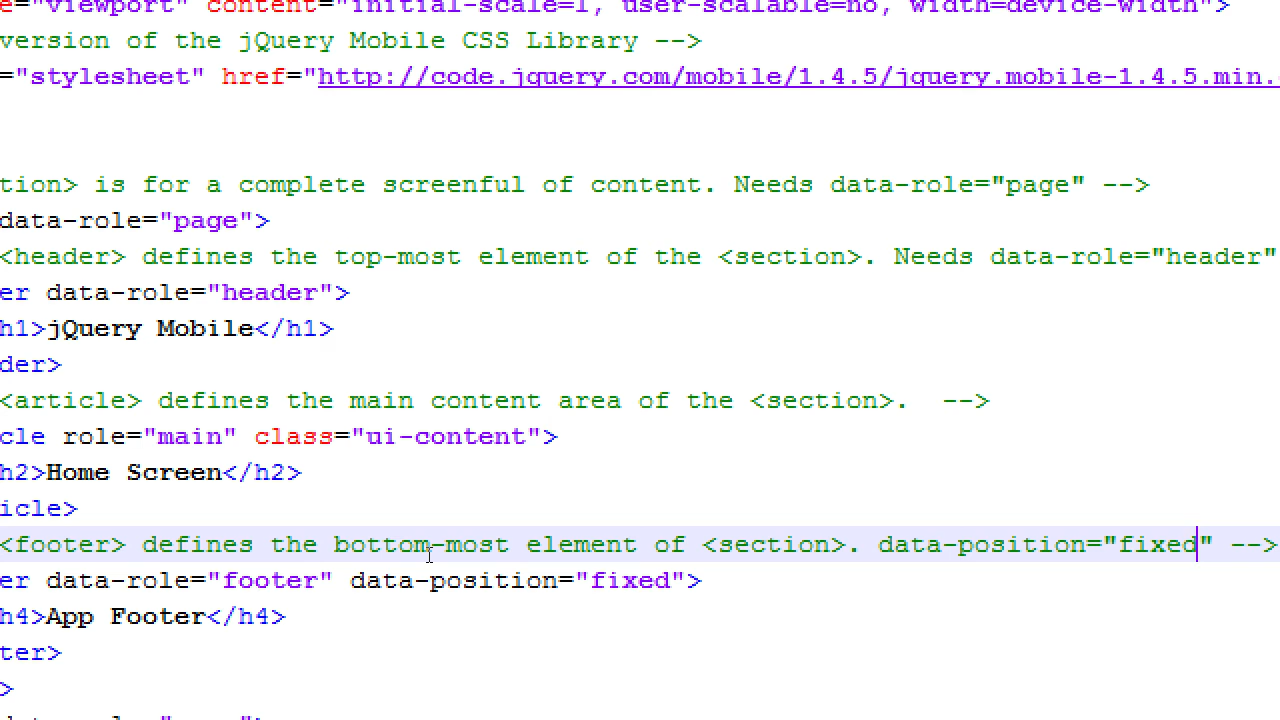 e="viewport" content="initial-scale=1, user-scalable=no, width=device-width">
version of the jQuery Mobile CSS Library -->
="stylesheet" href="http://code.jquery.com/mobile/1.4.5/jquery.mobile-1.4.5.min.
tion> is for a complete screenful of content. Needs data-role="page" -->
data-role="page">
<header> defines the top-most element of the <section>. Needs data-role="header"
er data-role="header">
h1>jQuery Mobile</h1>
der>
<article> defines the main content area of the <section>.  -->
cle role="main" class="ui-content">
h2>Home Screen</h2>
icle>
<footer> defines the bottom-most element of <section>. data-position="fixed" -->
er data-role="footer" data-position="fixed">
h4>App Footer</h4>
ter>
>